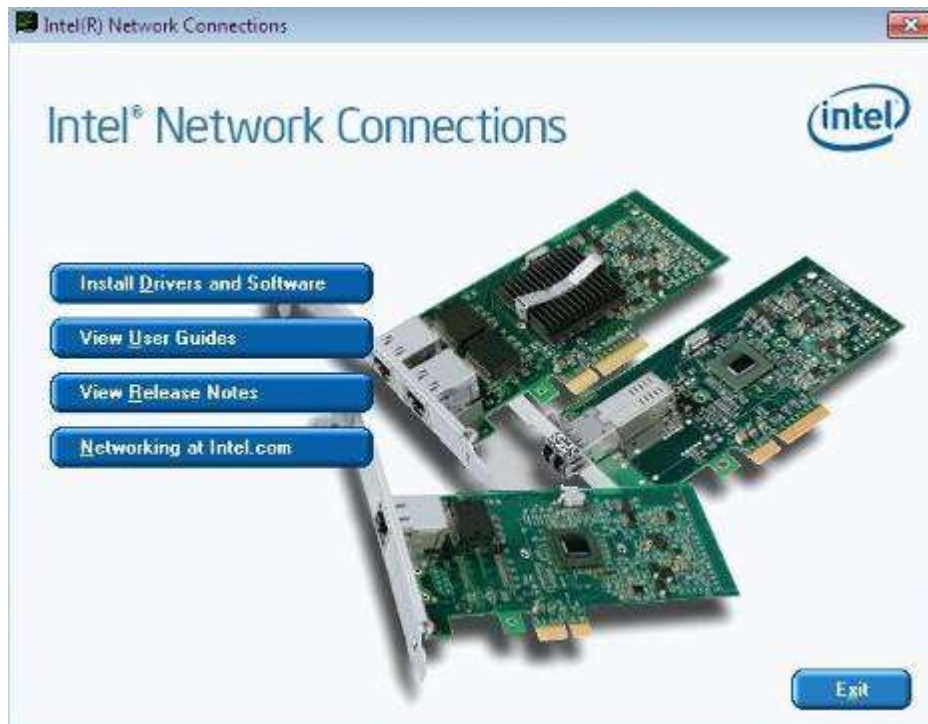 Intel(R) Network Connections
Intel® Network Connections
intel
Install Drivers and Software
View User Guides
View Release Notes
Networking at Intel.com
Exit